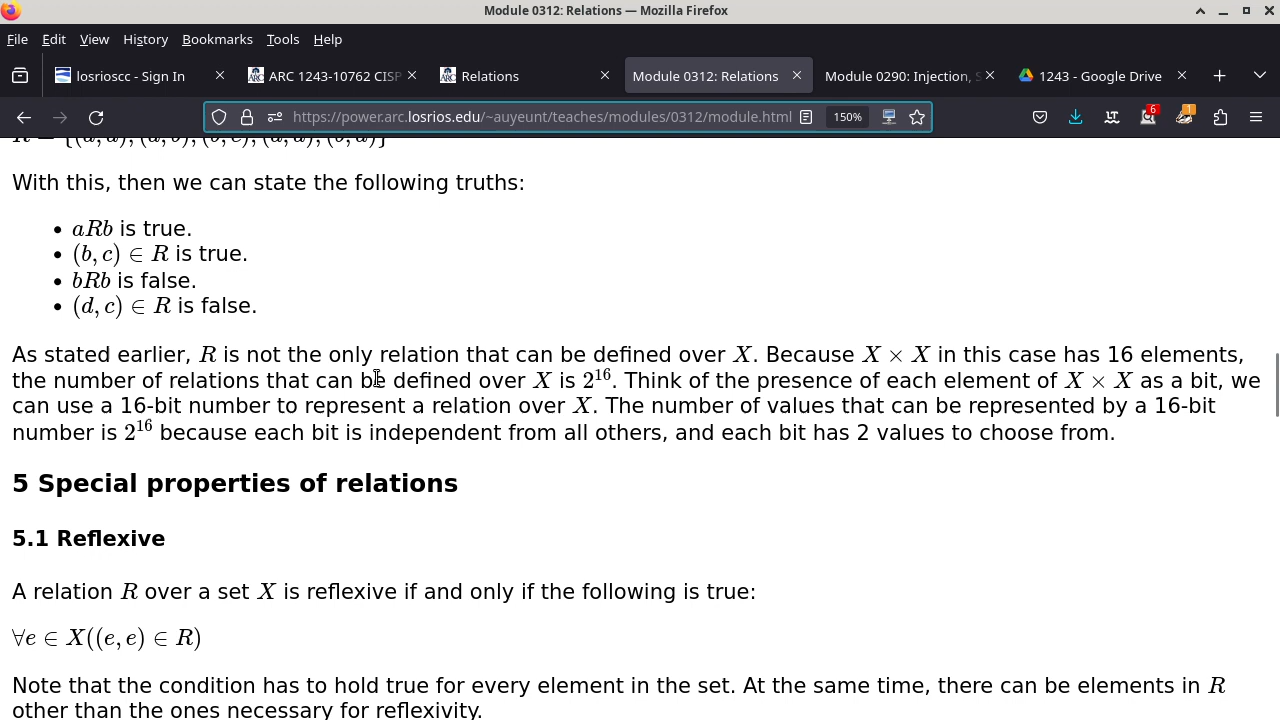 Module 0312: Relations — Mozilla Firefox
File Edit View History Bookmarks Tools Help
losrioscc - Sign In ARC 1243-10762 CISP Relations Module 0312: Relations Module 0290: Injection, S 1243 - Google Drive
https://power.arc.losrios.edu/~auyeunt/teaches/modules/0312/module.html 150% 6 1
With this, then we can state the following truths:
• aRb is true.
• (b, c) ∈ R is true.
• bRb is false.
• (d, c) ∈ R is false.
As stated earlier, R is not the only relation that can be defined over X. Because X × X in this case has 16 elements,
the number of relations that can be defined over X is 2¹⁶. Think of the presence of each element of X × X as a bit, we
can use a 16-bit number to represent a relation over X. The number of values that can be represented by a 16-bit
number is 2¹⁶ because each bit is independent from all others, and each bit has 2 values to choose from.
5 Special properties of relations
5.1 Reflexive
A relation R over a set X is reflexive if and only if the following is true:
∀e ∈ X((e, e) ∈ R)
Note that the condition has to hold true for every element in the set. At the same time, there can be elements in R
other than the ones necessary for reflexivity.